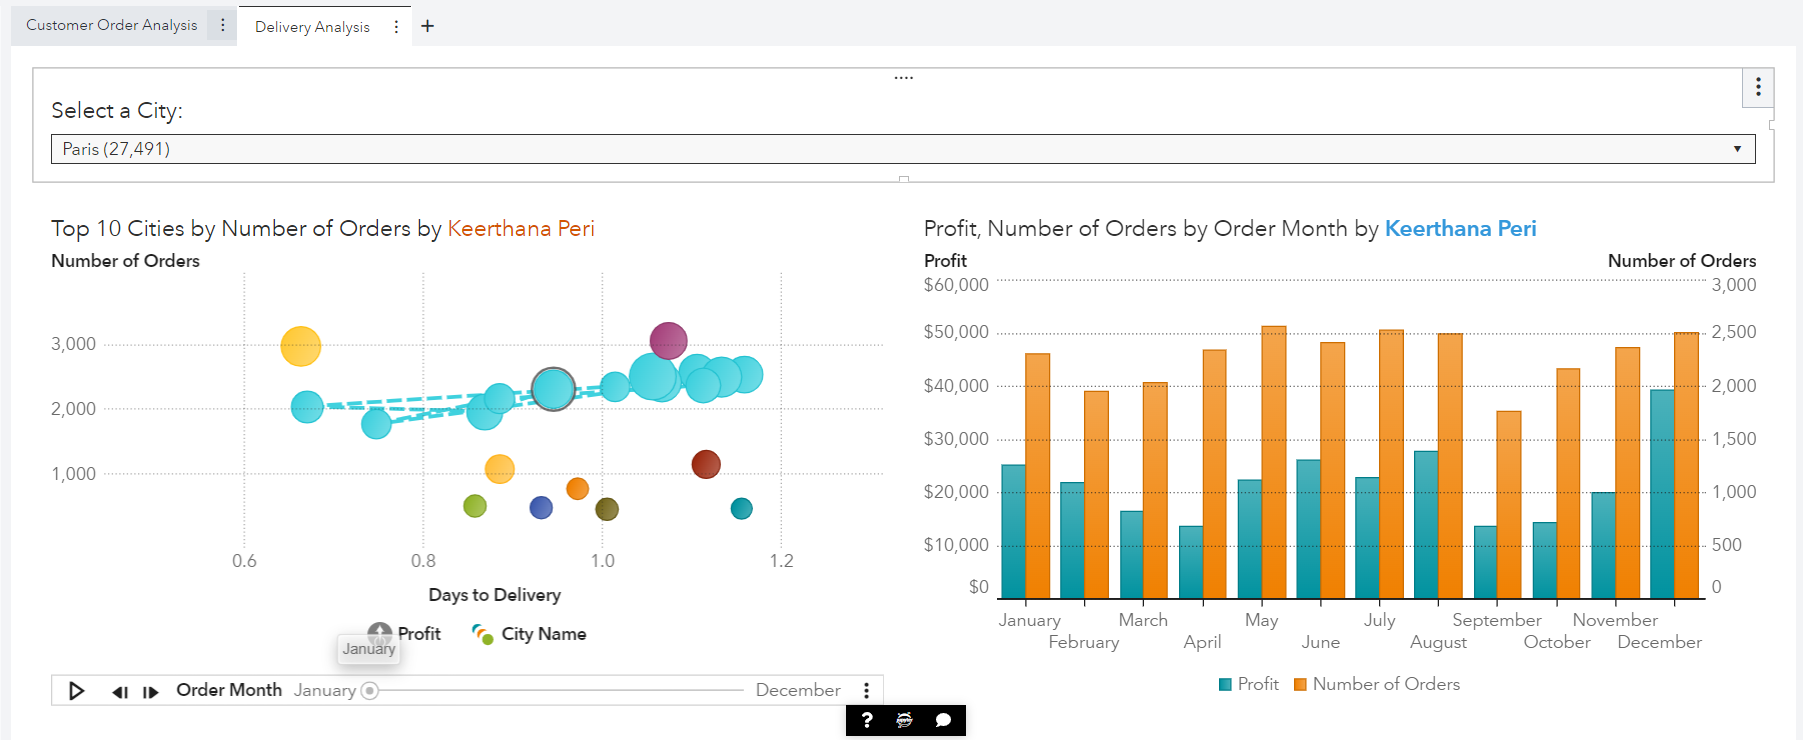 Customer Order Analysis
Delivery Analysis
+
Select a City:
Paris (27,491)
Top 10 Cities by Number of Orders by Keerthana Peri
Number of Orders
3,000
2,000
1,000
0.6 0.8 1.0 1.2
Days to Delivery
Profit City Name
January
Order Month January December
Profit, Number of Orders by Order Month by Keerthana Peri
Profit Number of Orders
$60,000 3,000
$50,000 2,500
$40,000 2,000
$30,000 1,500
$20,000 1,000
$10,000 500
$0 0
January March May July September November
February April June August October December
Profit Number of Orders
?